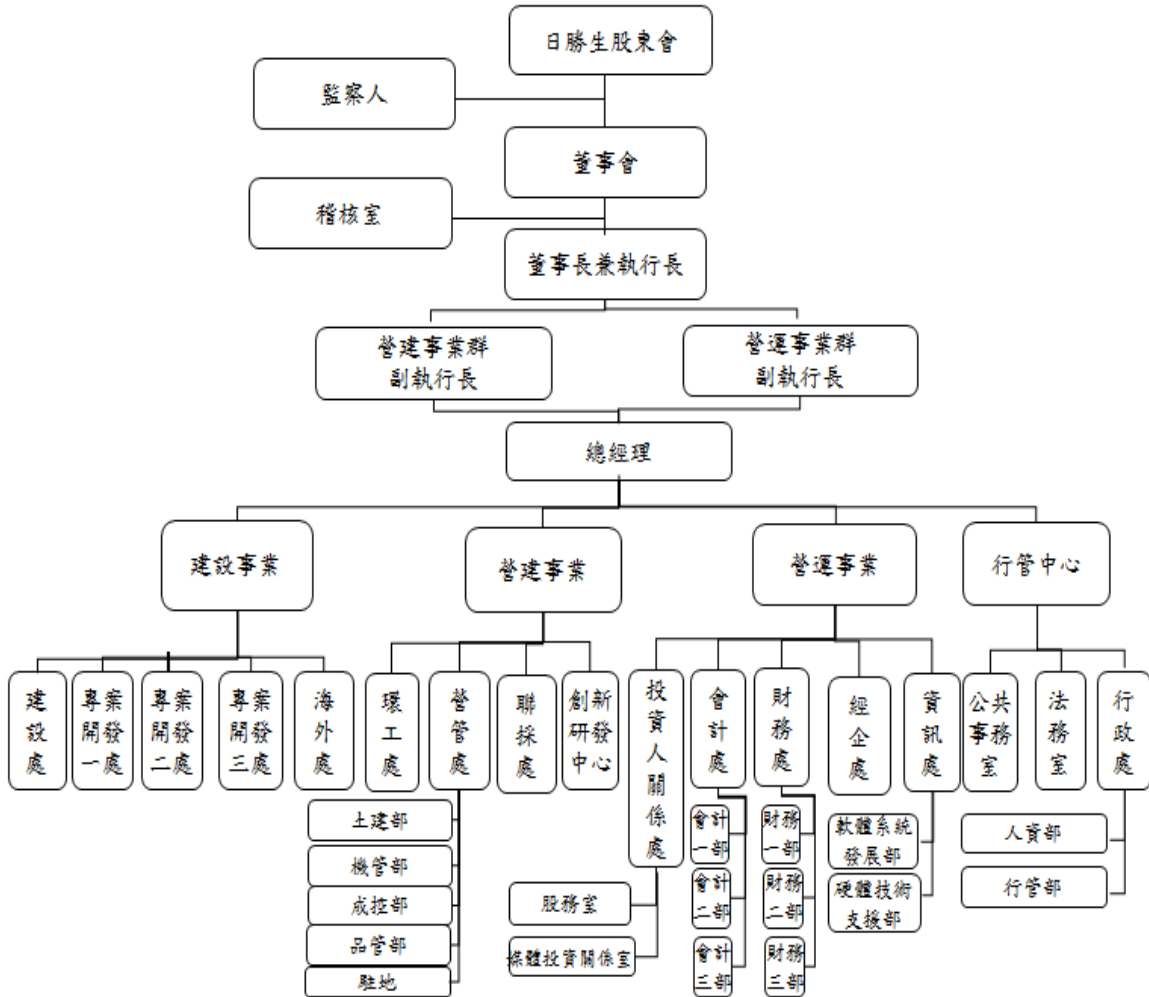 日勝生股東會
監察人
董事會
稽核室
董事長兼執行長
營建事業群
副執行長
營運事業群
副執行長
總經理
建設事業
營建事業
營運事業
行管中心
建設處
專案開發一處
專案開發二處
專案開發三處
海外處
環工處
營管處
聯採處
創新研發中心
投資人關係處
會計處
財務處
經企處
資訊處
公共事務室
法務室
行政處
土建部
機管部
成控部
品管部
駐地
股務室
媒體投資關係室
會計一部
會計二部
會計三部
財務一部
財務二部
財務三部
軟體系統
發展部
硬體技術
支援部
人資部
行管部